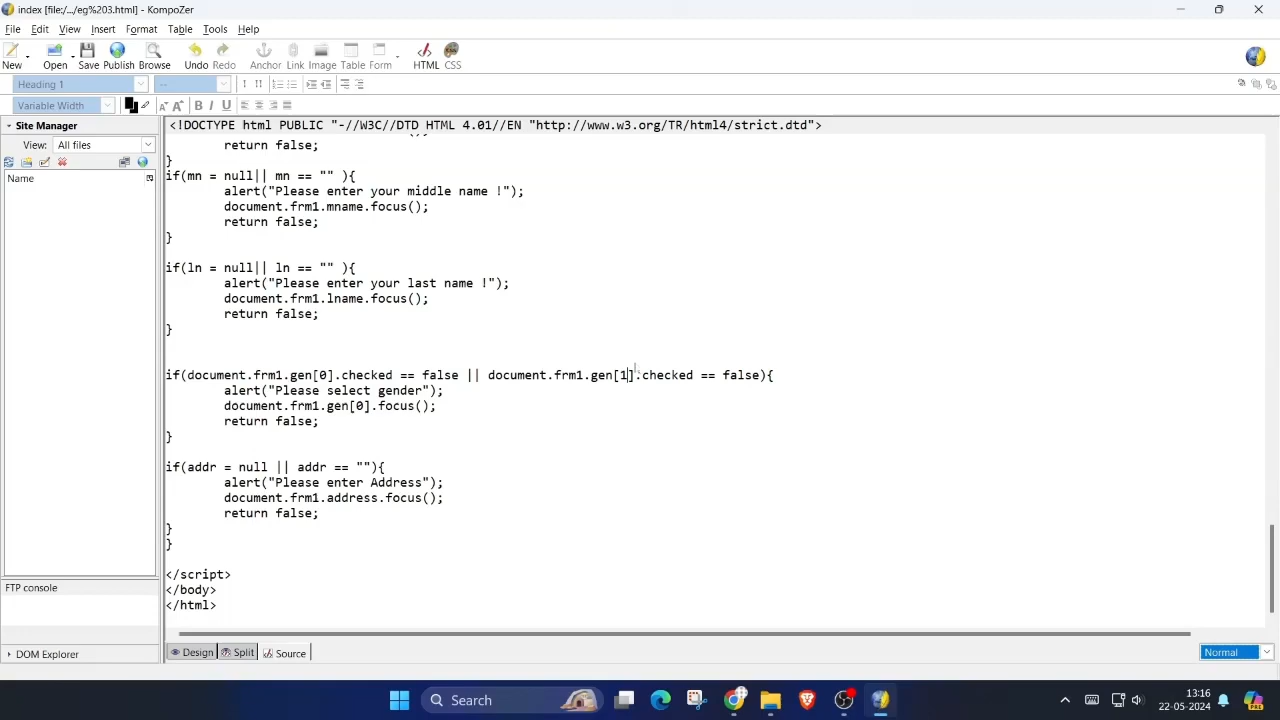 index [file:/.../eg%203.html] - KompoZer
File Edit View Insert Format Table Tools Help
New Open Save Publish Browse Undo Redo Anchor Link Image Table Form HTML CSS
Heading 1 --
Variable Width B I U
Site Manager
View: All files
Name
<!DOCTYPE html PUBLIC "-//W3C//DTD HTML 4.01//EN "http://www.w3.org/TR/html4/strict.dtd">
return false;
}
if(mn = null|| mn == "" ){
alert("Please enter your middle name !");
document.frm1.mname.focus();
return false;
}
if(ln = null|| ln == "" ){
alert("Please enter your last name !");
document.frm1.lname.focus();
return false;
}
if(document.frm1.gen[0].checked == false || document.frm1.gen[1].checked == false){
alert("Please select gender");
document.frm1.gen[0].focus();
return false;
}
if(addr = null || addr == ""){
alert("Please enter Address");
document.frm1.address.focus();
return false;
}
}
</script>
</body>
</html>
FTP console
DOM Explorer
Design Split Source
Normal
Search
13:16
22-05-2024